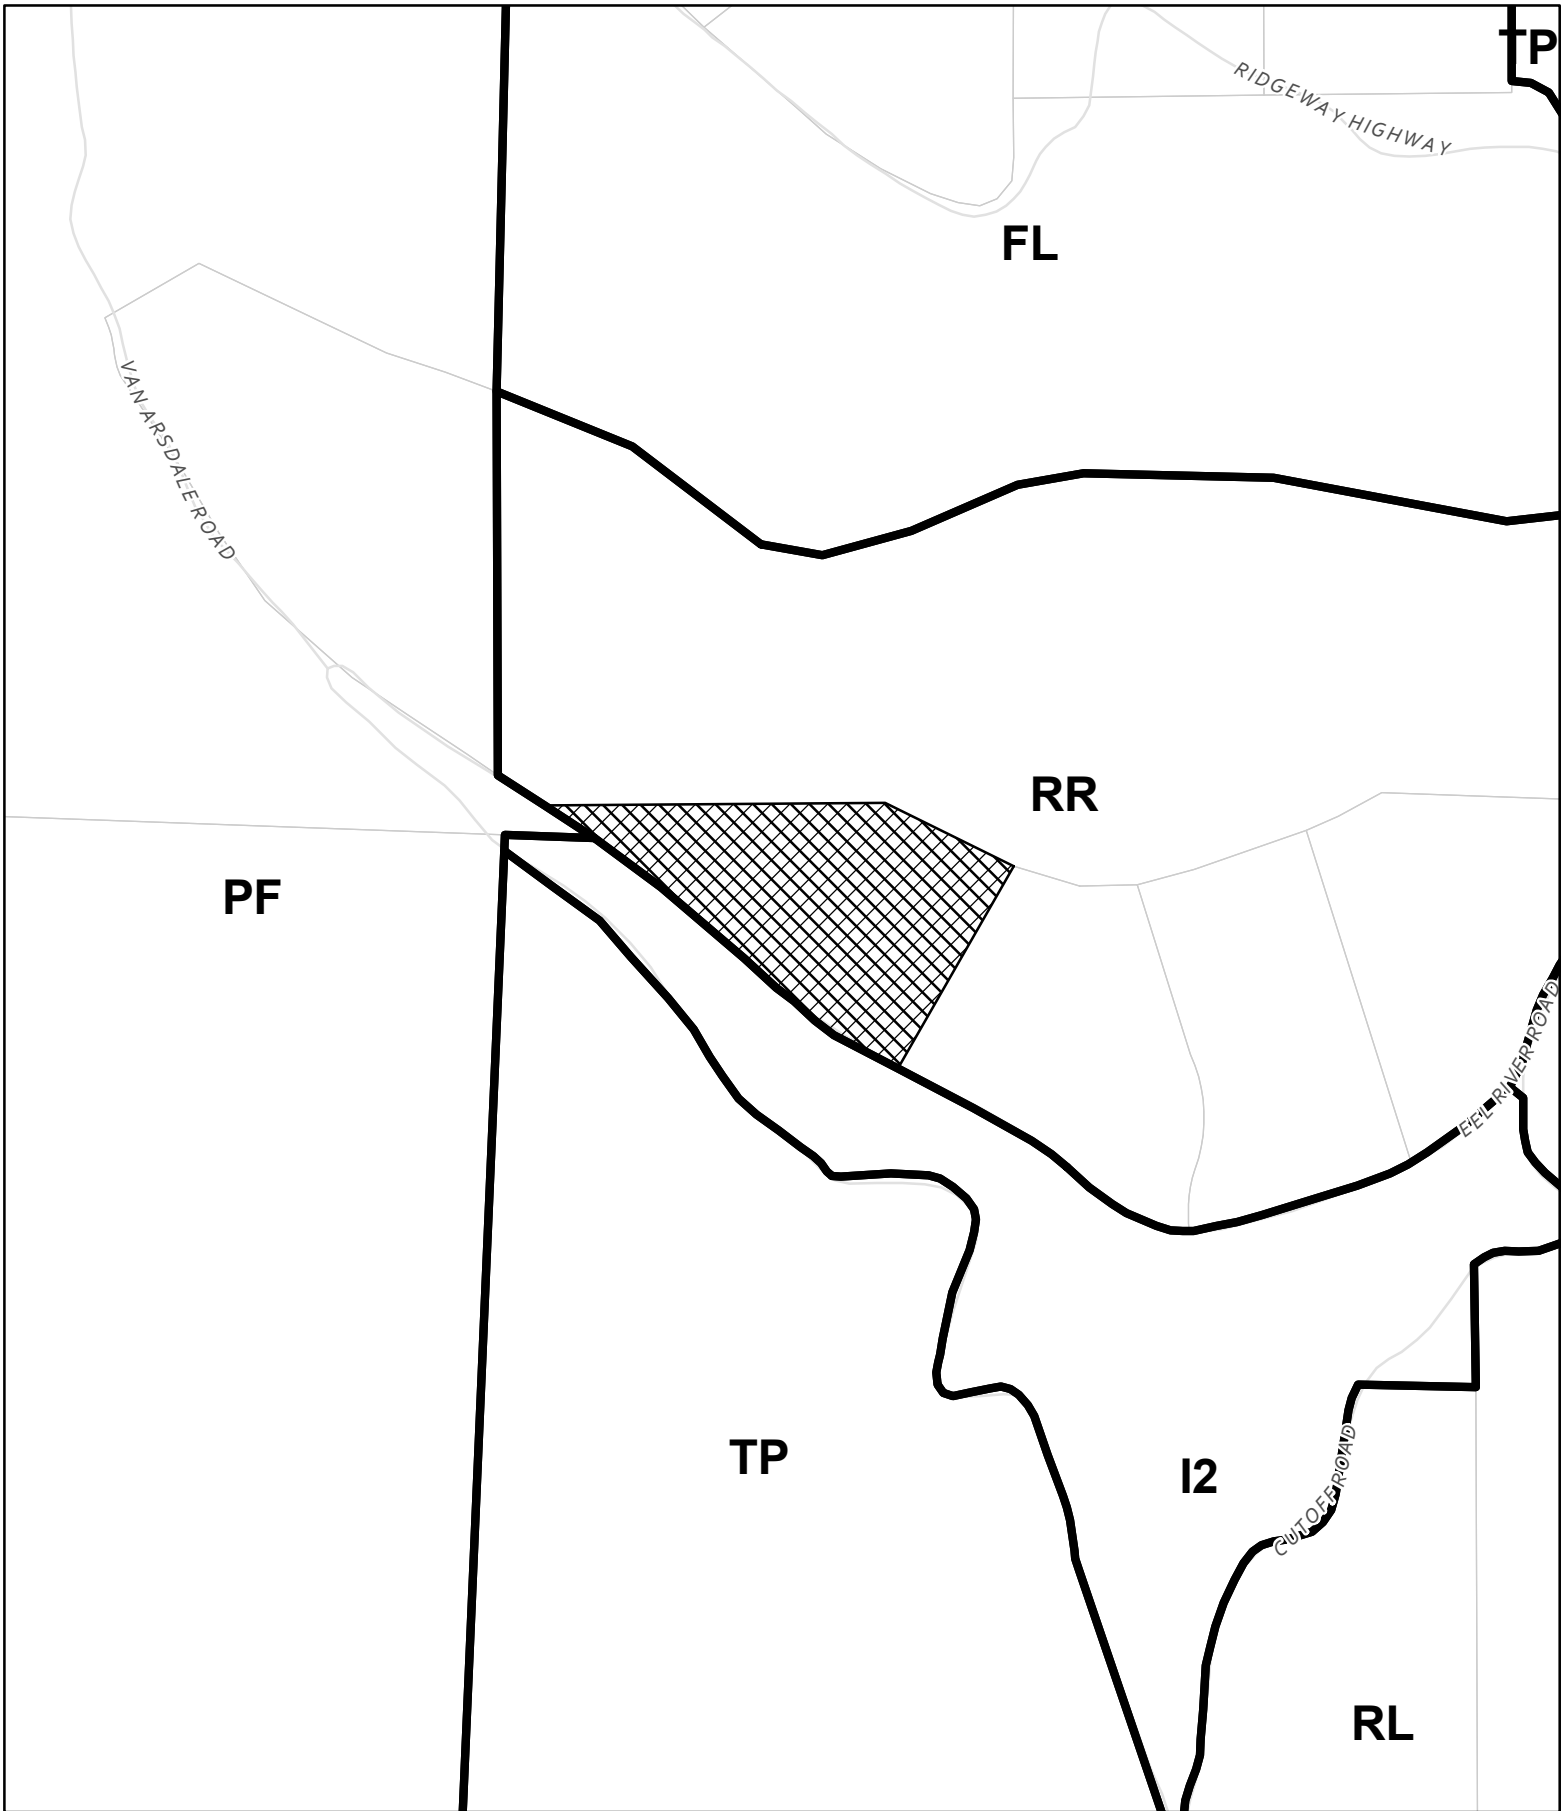 TP
RIDGEWAY HIGHWAY
FL
VAN ARSDALE ROAD
RR
PF
EEL RIVER ROAD
TP
I2
CUTOFF ROAD
RL